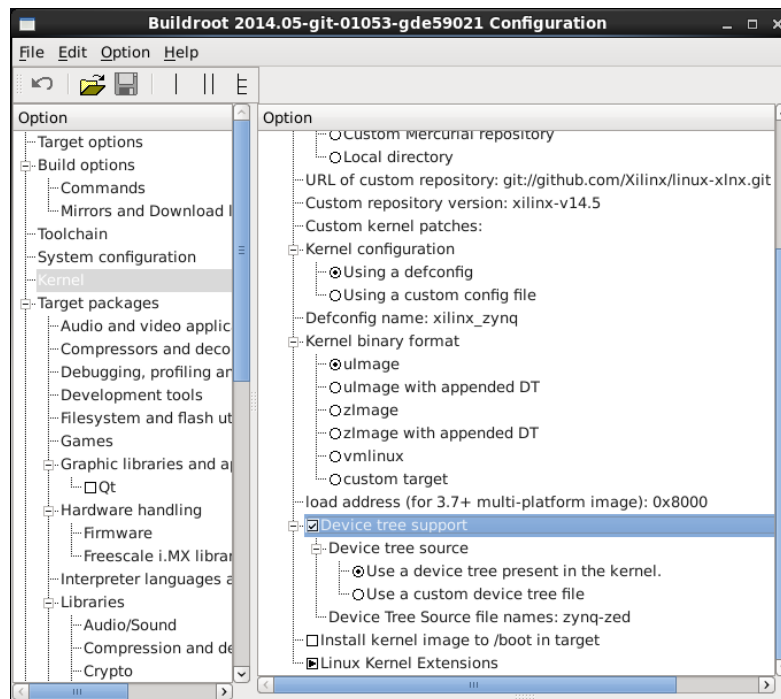 Buildroot 2014.05-git-01053-gde59021 Configuration
File Edit Option Help
Option
Target options
Build options
Commands
Mirrors and Download l
Toolchain
System configuration
Kernel
Target packages
Audio and video applic
Compressors and deco
Debugging, profiling an
Development tools
Filesystem and flash ut
Games
Graphic libraries and a
Qt
Hardware handling
Firmware
Freescale i.MX librar
Interpreter languages a
Libraries
Audio/Sound
Compression and de
Crypto
Option
Custom Mercurial repository
Local directory
URL of custom repository: git://github.com/Xilinx/linux-xlnx.git
Custom repository version: xilinx-v14.5
Custom kernel patches:
Kernel configuration
Using a defconfig
Using a custom config file
Defconfig name: xilinx_zynq
Kernel binary format
uImage
uImage with appended DT
zImage
zImage with appended DT
vmlinux
custom target
load address (for 3.7+ multi-platform image): 0x8000
Device tree support
Device tree source
Use a device tree present in the kernel.
Use a custom device tree file
Device Tree Source file names: zynq-zed
Install kernel image to /boot in target
Linux Kernel Extensions